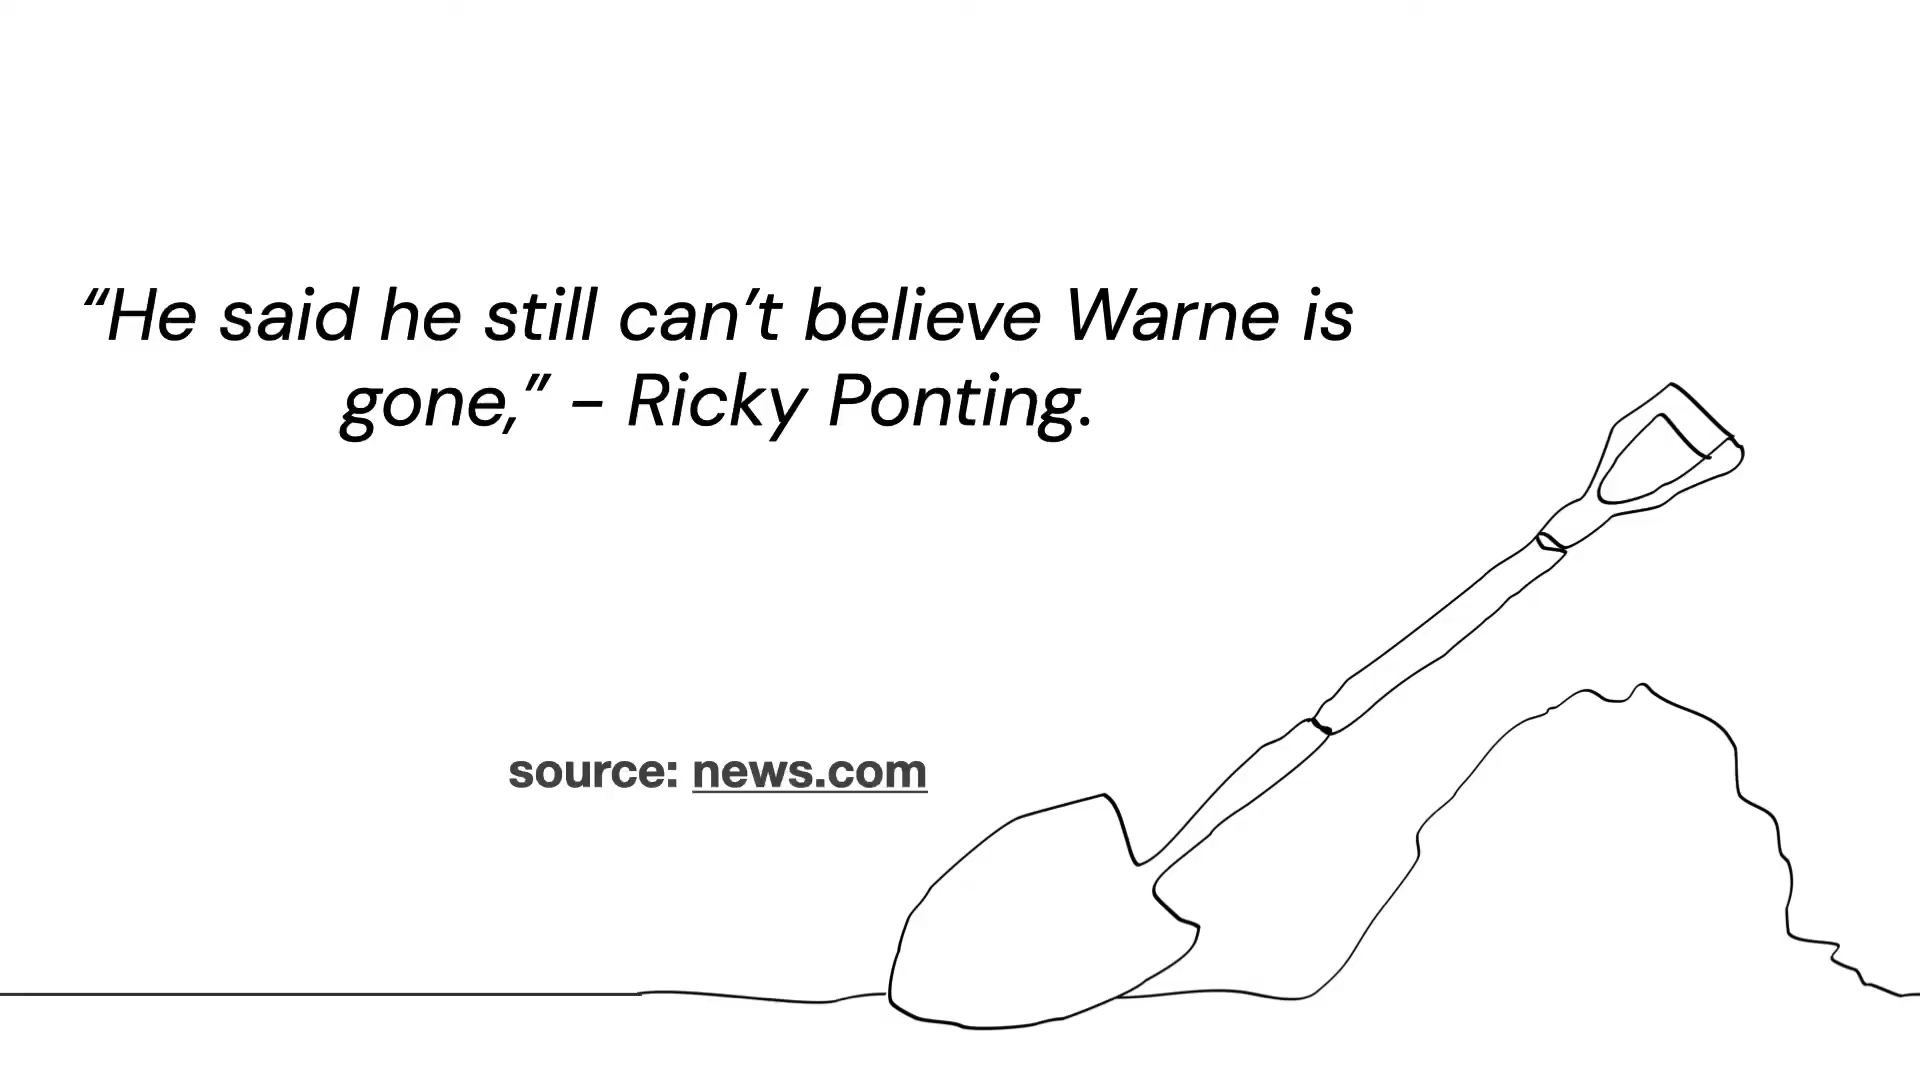 “He said he still can’t believe Warne is
gone,” - Ricky Ponting.
source: news.com